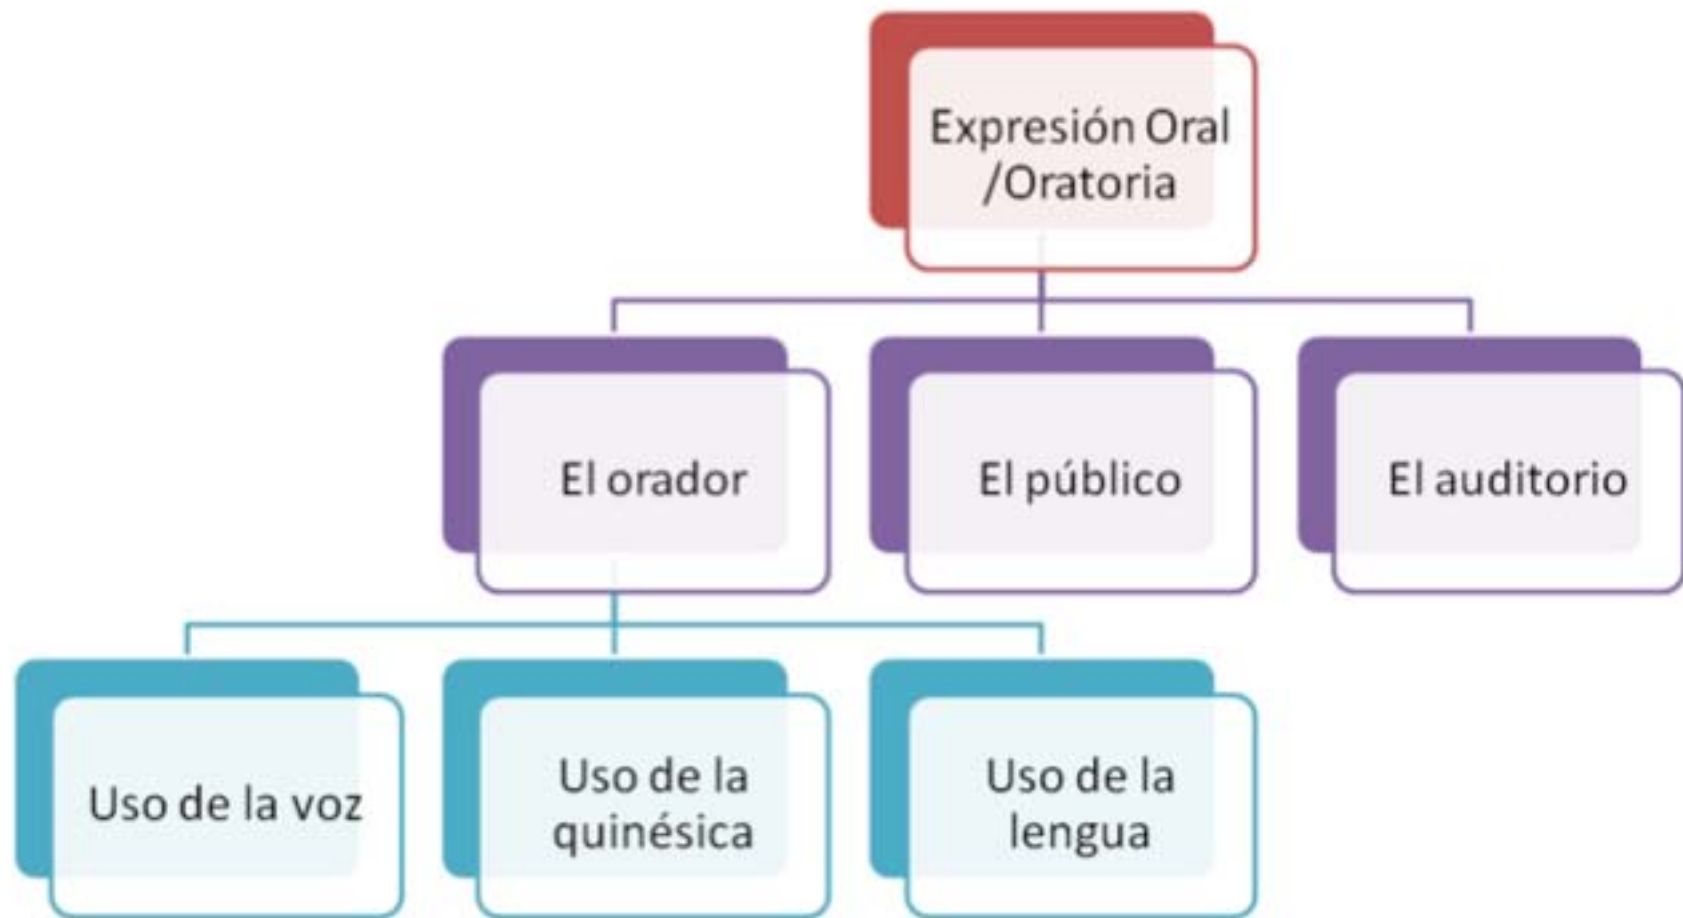 Expresión Oral
/Oratoria
El orador
El público
El auditorio
Uso de la voz
Uso de la
quinésica
Uso de la
lengua